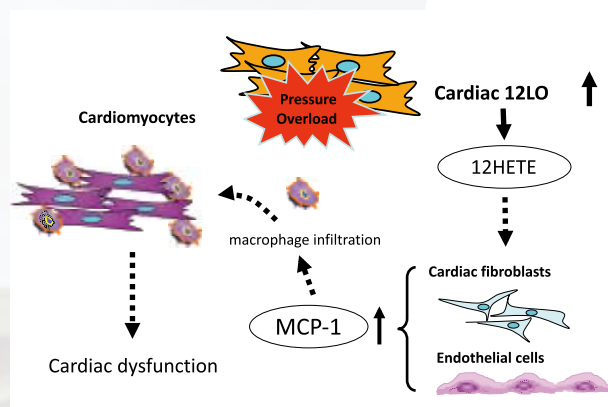 Pressure
Overload
Cardiac 12LO
Cardiomyocytes
12HETE
macrophage infiltration
Cardiac fibroblasts
MCP-1
Endothelial cells
Cardiac dysfunction